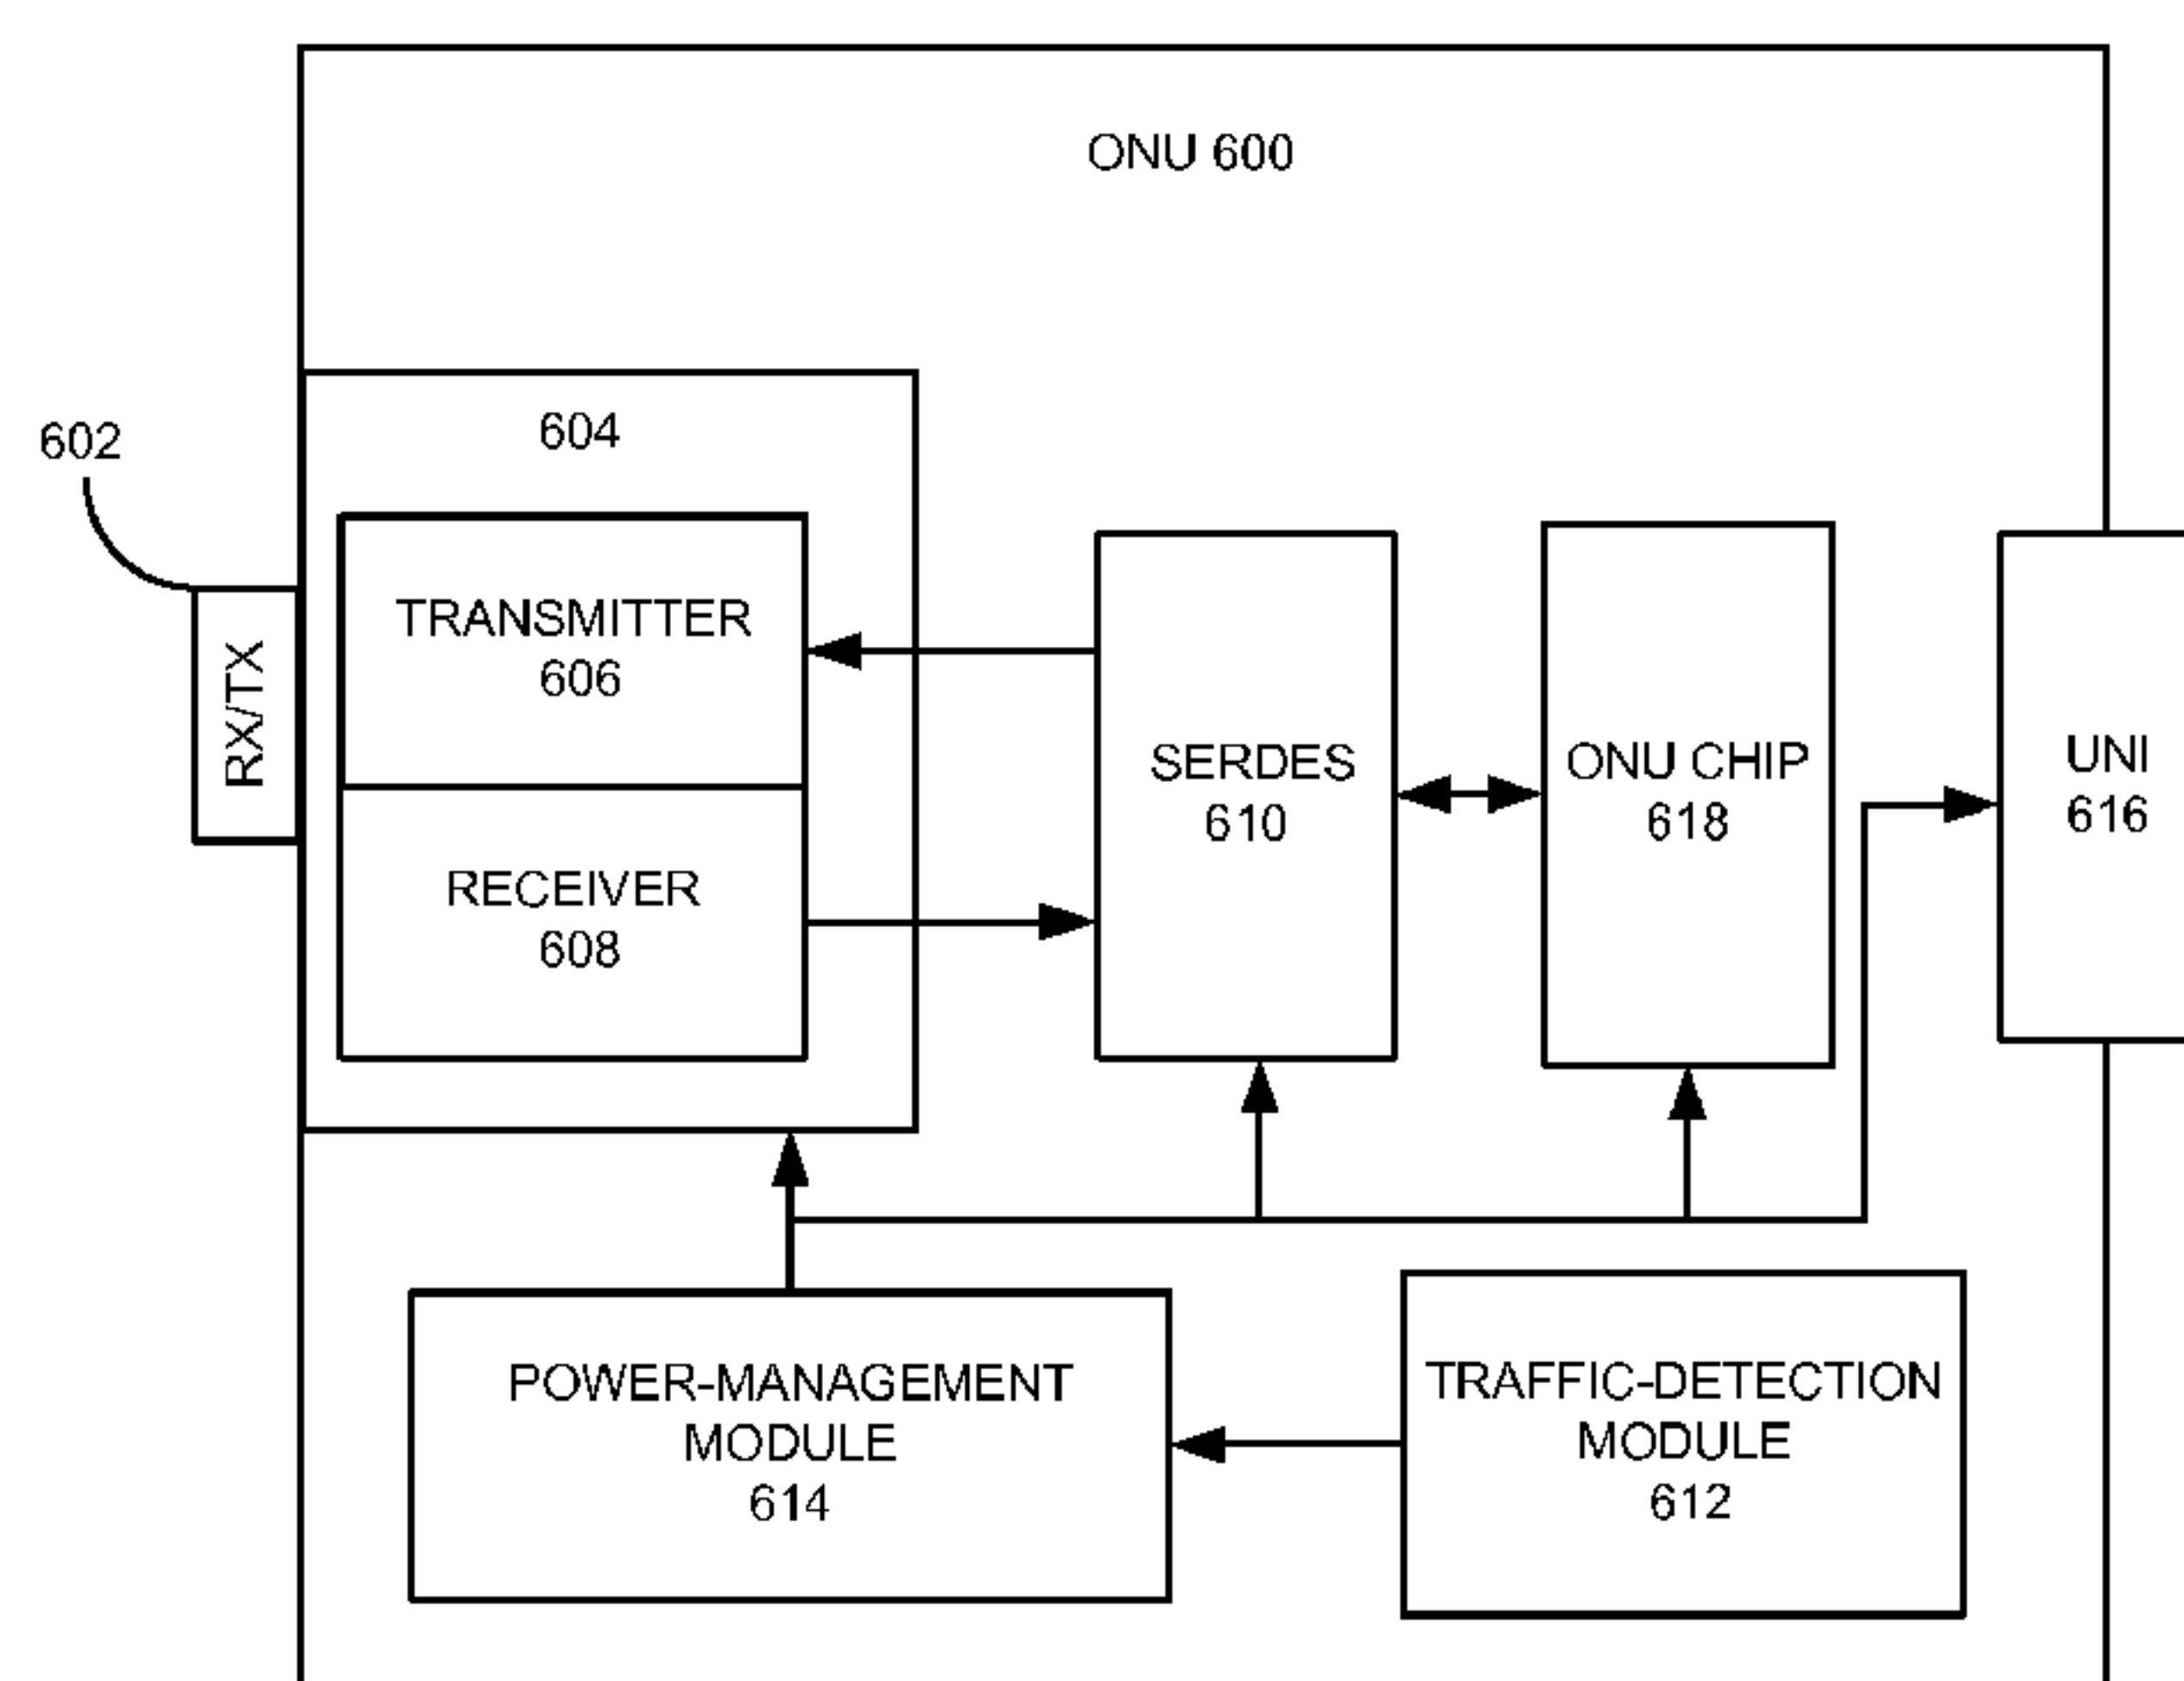 ONU 600
602
604
RX/TX
TRANSMITTER
606
RECEIVER
608
SERDES
610
ONU CHIP
618
UNI
616
POWER-MANAGEMENT
MODULE
614
TRAFFIC-DETECTION
MODULE
612